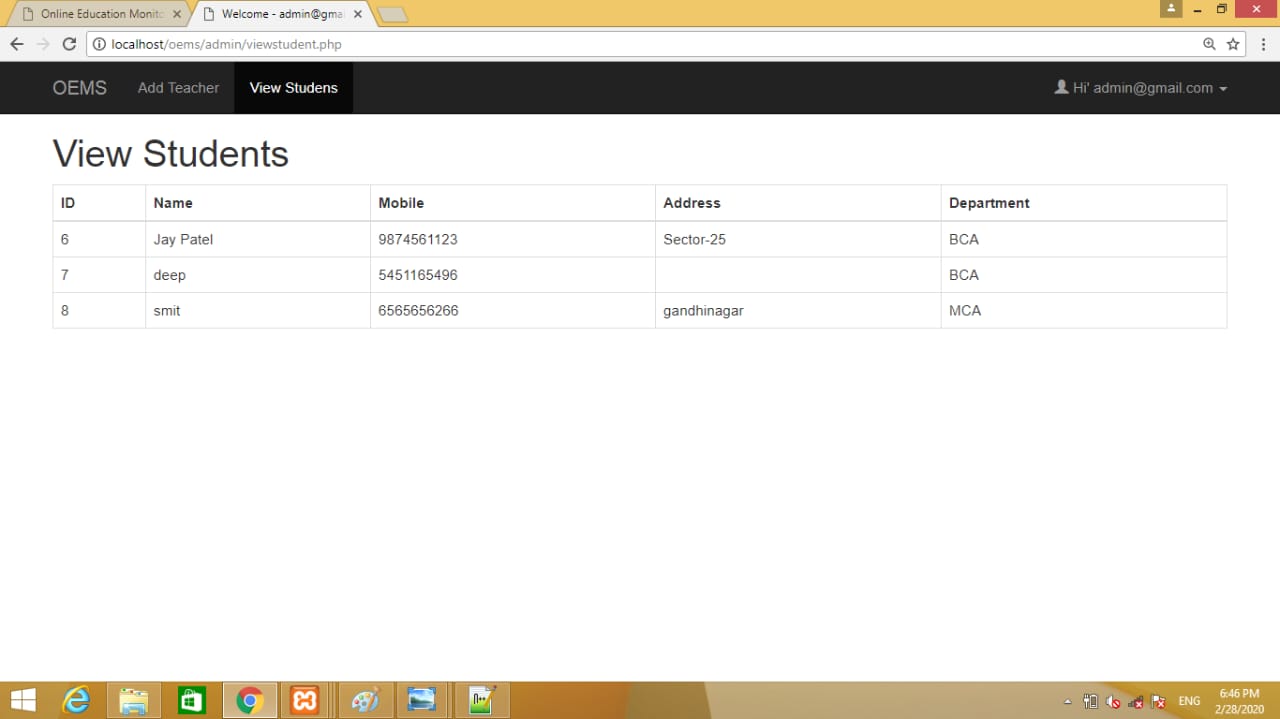 Online Education Monito
Welcome - admin@gmai
localhost/oems/admin/viewstudent.php
OEMS Add Teacher View Studens Hi' admin@gmail.com
View Students
ID Name Mobile Address Department
6 Jay Patel 9874561123 Sector-25 BCA
7 deep 5451165496 BCA
8 smit 6565656266 gandhinagar MCA
ENG
6:46 PM
2/28/2020